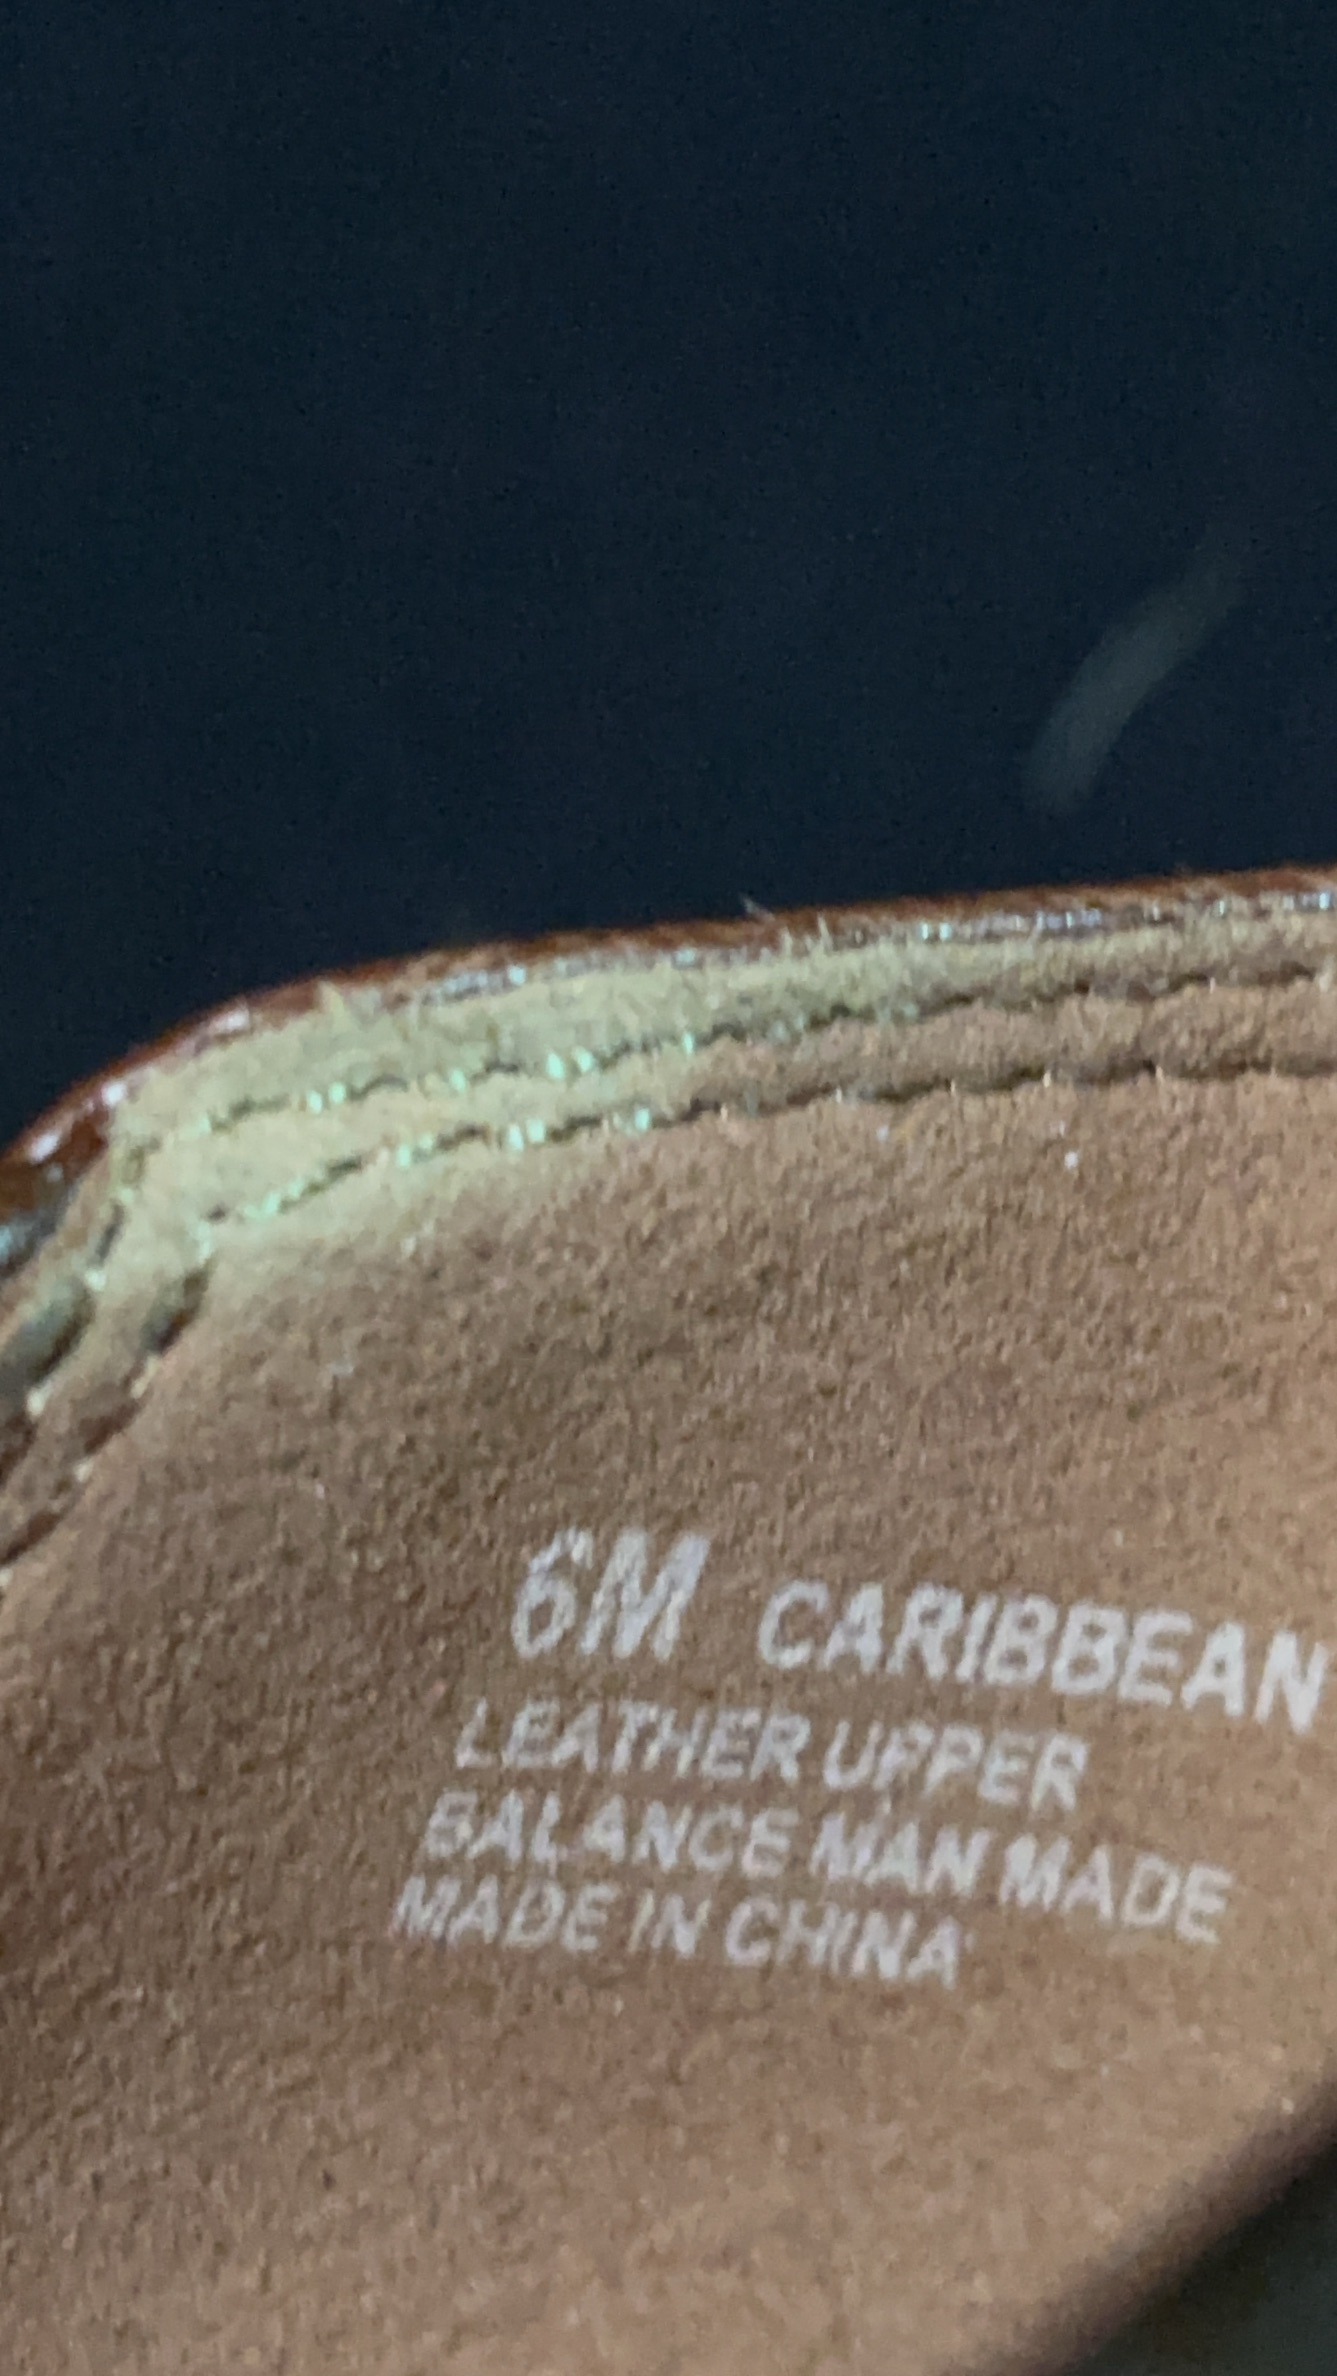 6M CARIBBEAN
LEATHER UPPER
BALANCE MAN MADE
MADE IN CHINA